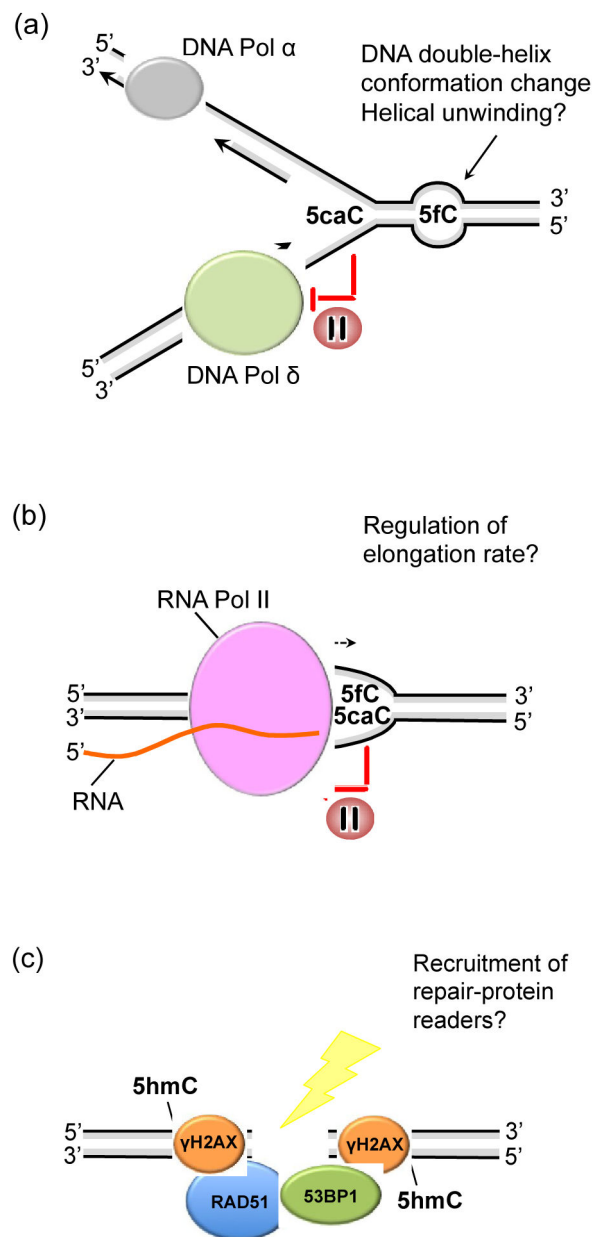 (a)
5’
3’
DNA Pol α
DNA double-helix
conformation change
Helical unwinding?
5caC
5fC
3’
5’
5’
3’
DNA Pol δ
(b)
Regulation of
elongation rate?
RNA Pol II
5’
3’
5’
RNA
5fC
5caC
3’
5’
(c)
Recruitment of
repair-protein
readers?
5hmC
5’
3’
γH2AX
γH2AX
3’
5’
RAD51
53BP1
5hmC